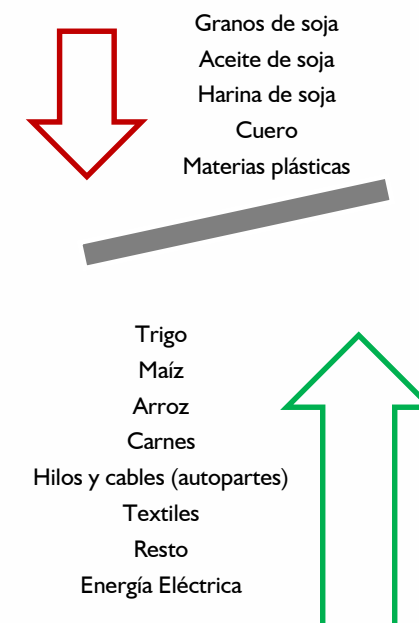 Granos de soja
Aceite de soja
Harina de soja
Cuero
Materias plásticas
Trigo
Maíz
Arroz
Carnes
Hilos y cables (autopartes)
Textiles
Resto
Energía Eléctrica